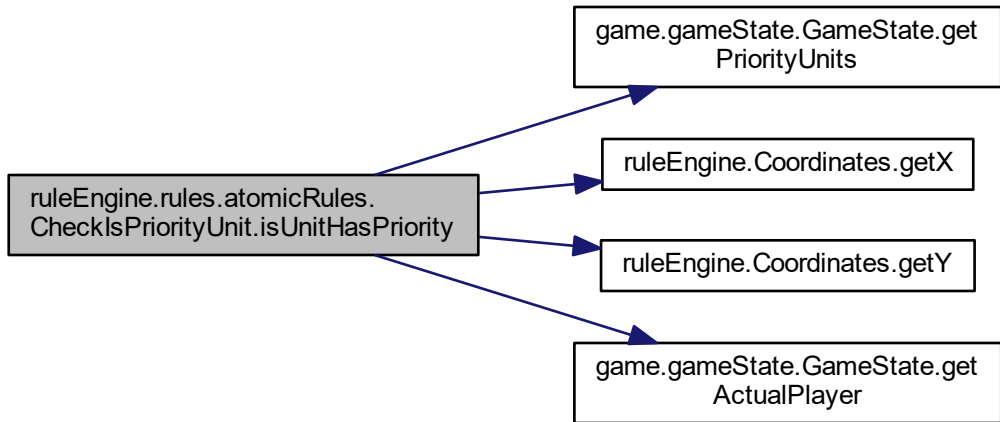 game.gameState.GameState.get
PriorityUnits
ruleEngine.rules.atomicRules.
CheckIsPriorityUnit.isUnitHasPriority
ruleEngine.Coordinates.getX
ruleEngine.Coordinates.getY
game.gameState.GameState.get
ActualPlayer